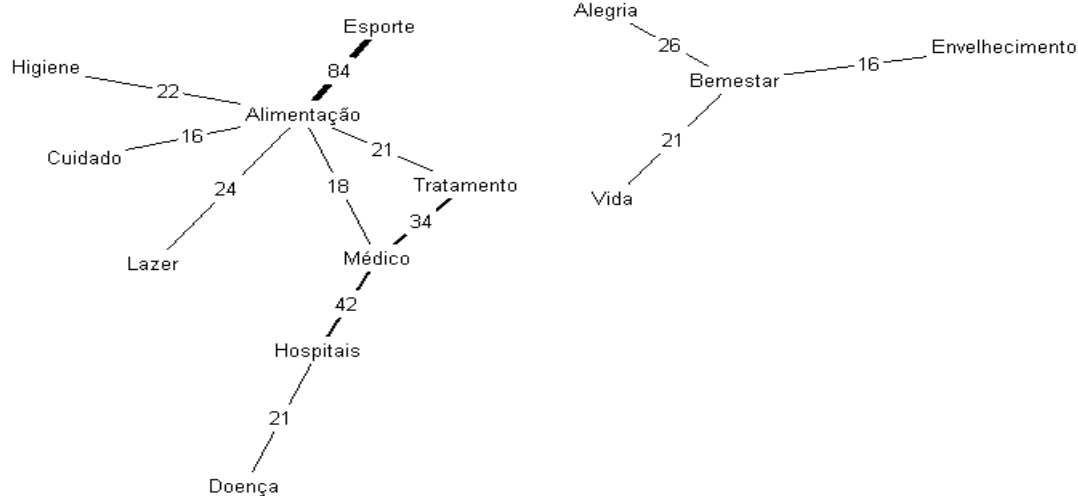 Esporte
84
Higiene
22
Alimentação
16
Cuidado
21
24
18
Tratamento
34
Lazer
Médico
42
Hospitais
21
Doença
Alegria
26
Envelhecimento
16
Bemestar
21
Vida